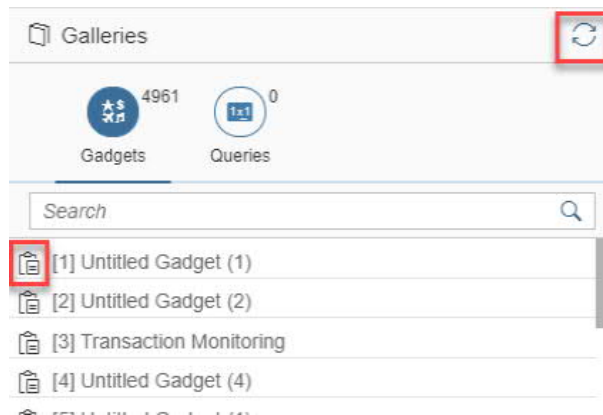 Galleries
4961 0
Gadgets Queries
Search
[1] Untitled Gadget (1)
[2] Untitled Gadget (2)
[3] Transaction Monitoring
[4] Untitled Gadget (4)